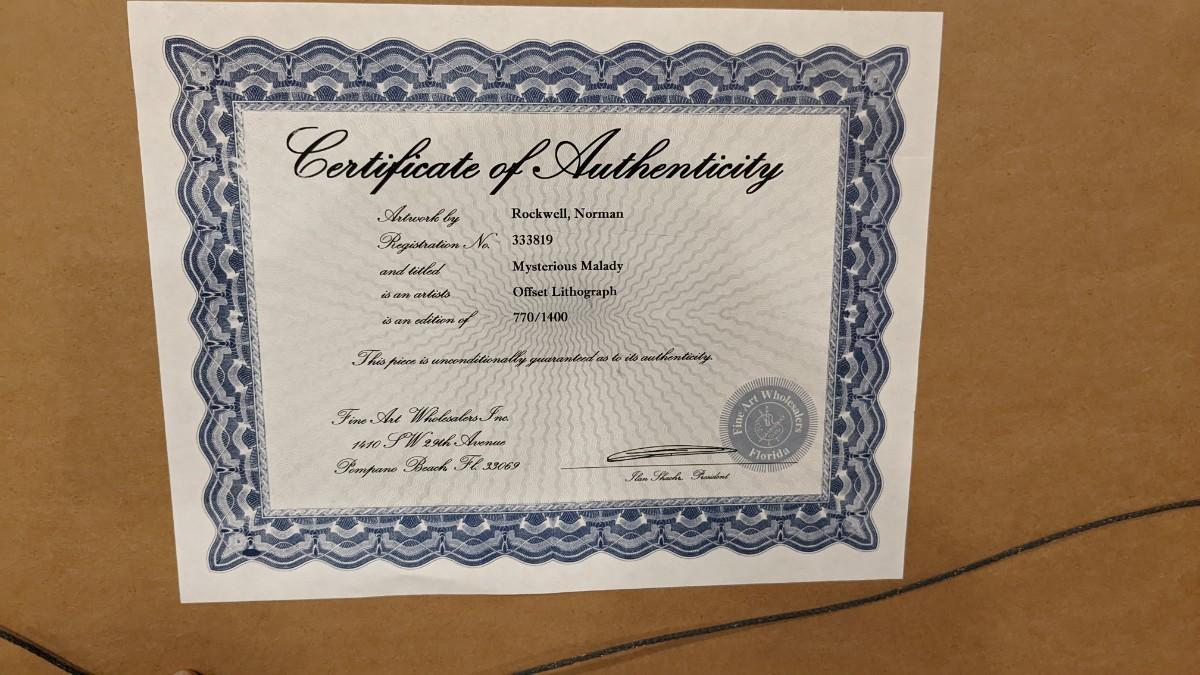 Certificate of Authenticity
Artwork by Rockwell, Norman
Registration No. 333819
and titled Mysterious Malady
is an artists Offset Lithograph
is an edition of 770/1400
This piece is unconditionally guaranteed as to its authenticity.
Fine Art Wholesalers Inc.
1410 SW 29th Avenue
Pompano Beach Fl. 33069
Fine Art Wholesalers
Florida
President